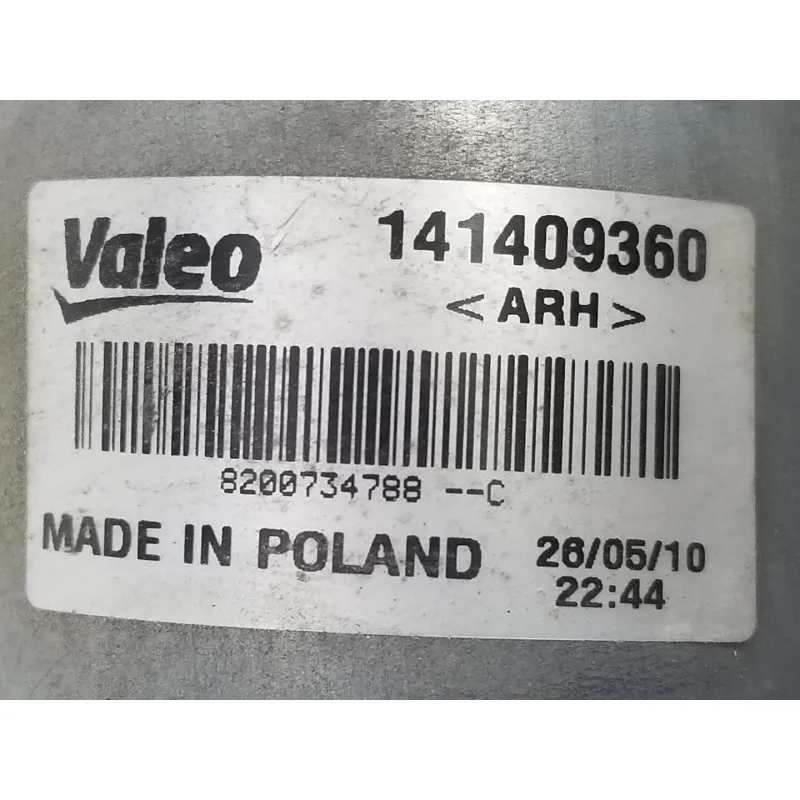 Valeo
141409360
<ARH>
8200734788 --C
MADE IN POLAND
26/05/10
22:44